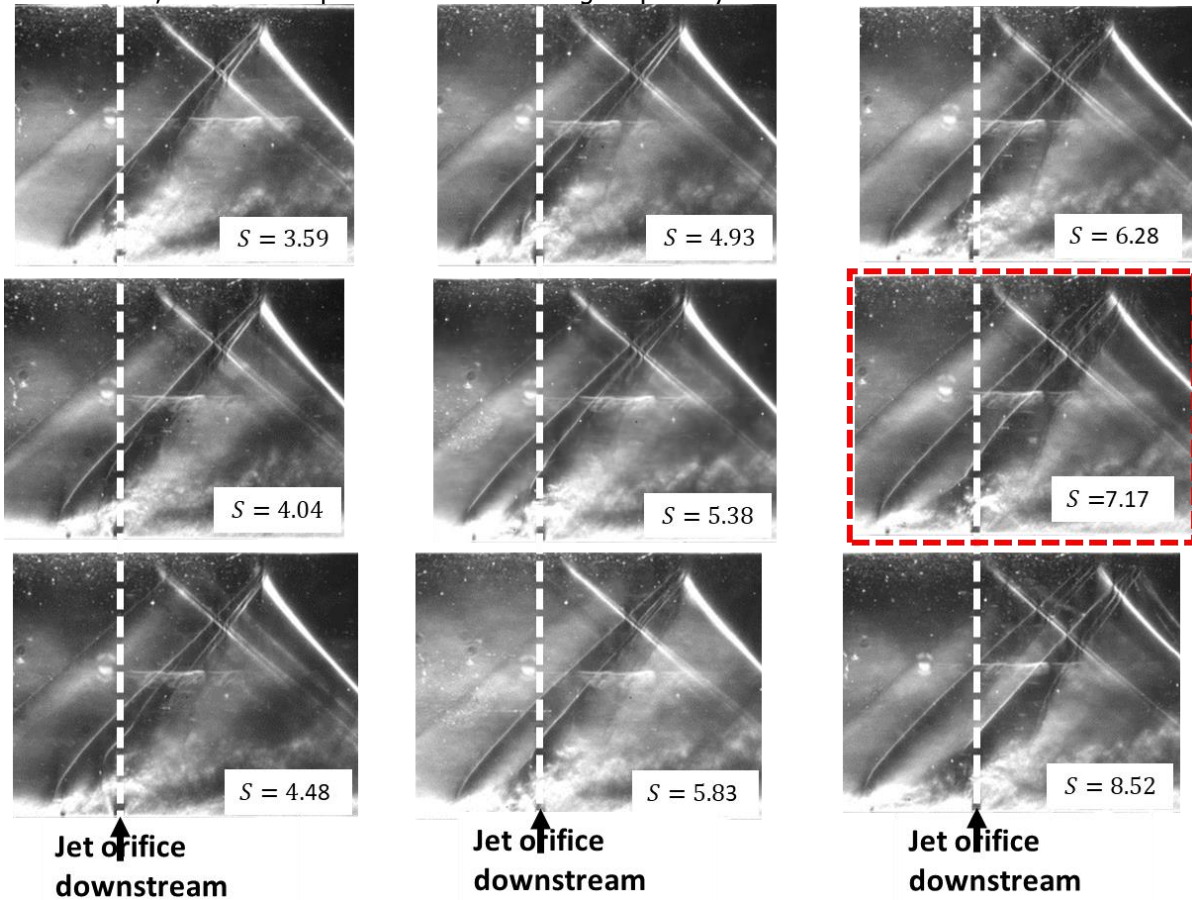 S = 3.59
S = 4.93
S = 6.28
S = 4.04
S = 5.38
S =7.17
S = 4.48
S = 5.83
S = 8.52
Jet orifice
downstream
Jet orifice
downstream
Jet orifice
downstream